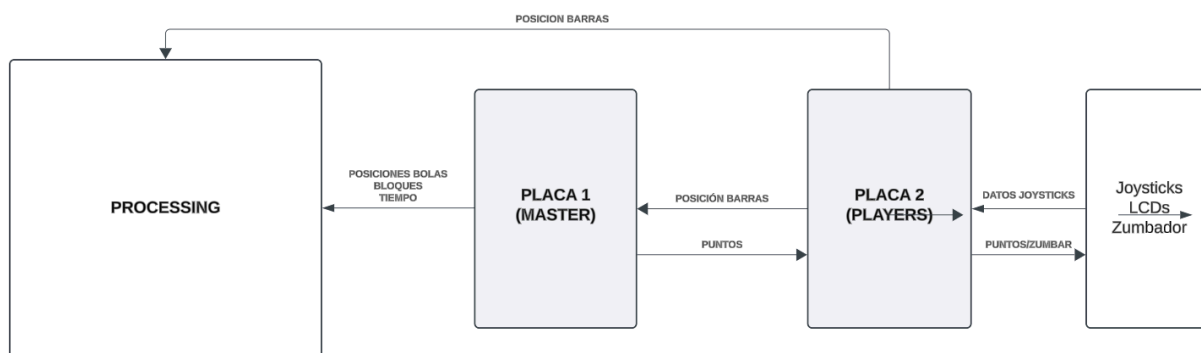 POSICION BARRAS
PROCESSING
POSICIONES BOLAS
BLOQUES
TIEMPO
PLACA 1
(MASTER)
POSICIÓN BARRAS
PUNTOS
PLACA 2
(PLAYERS)
DATOS JOYSTICKS
PUNTOS/ZUMBAR
Joysticks
LCDs
Zumbador